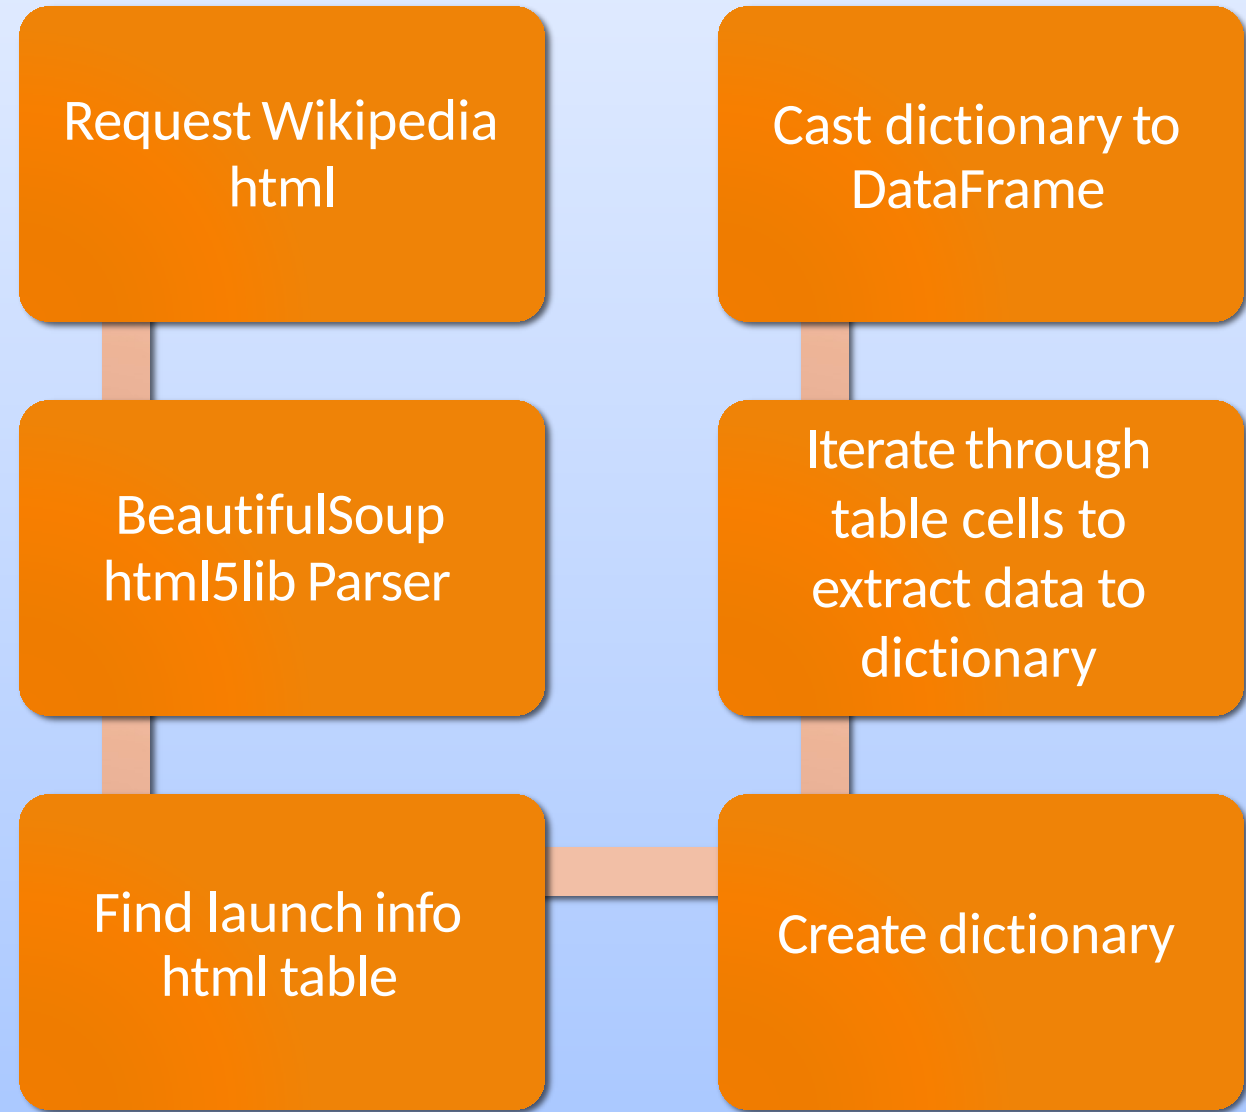 Request Wikipedia
html
BeautifulSoup
html5lib Parser
Find launch info
html table
Create dictionary
Iterate through
table cells to
extract data to
dictionary
Cast dictionary to
DataFrame